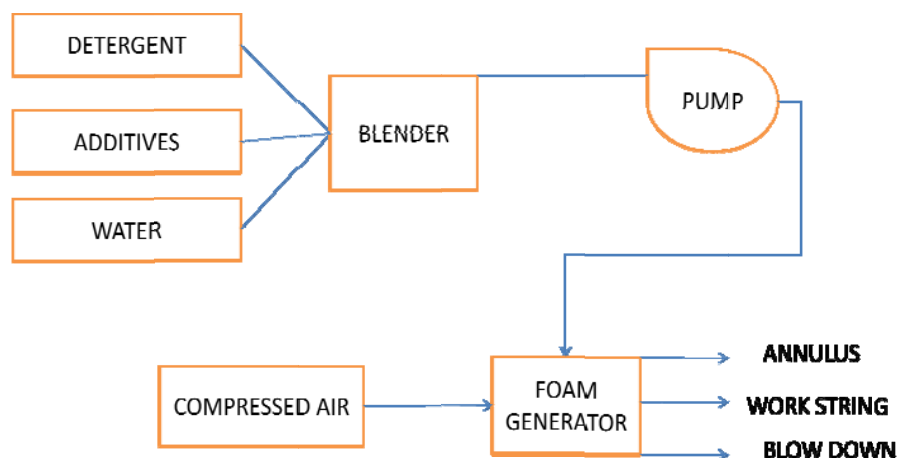 DETERGENT
ADDITIVES
WATER
BLENDER
PUMP
COMPRESSED AIR
FOAM
GENERATOR
ANNULUS
WORK STRING
BLOW DOWN